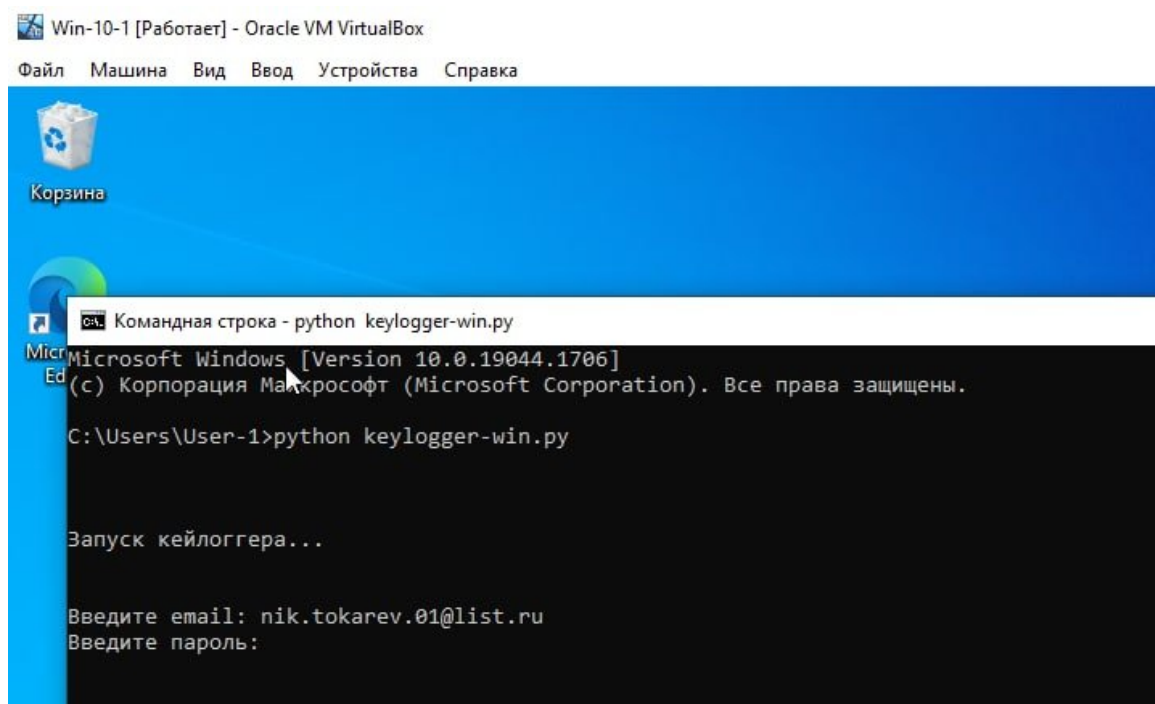 Win-10-1 [Работает] - Oracle VM VirtualBox
Файл Машина Вид Ввод Устройства Справка
Корзина
Командная строка - python keylogger-win.py
Micr
Ed
Microsoft Windows [Version 10.0.19044.1706]
(c) Корпорация Майкрософт (Microsoft Corporation). Все права защищены.
C:\Users\User-1>python keylogger-win.py
Запуск кейлоггера...
Введите email: nik.tokarev.01@list.ru
Введите пароль: